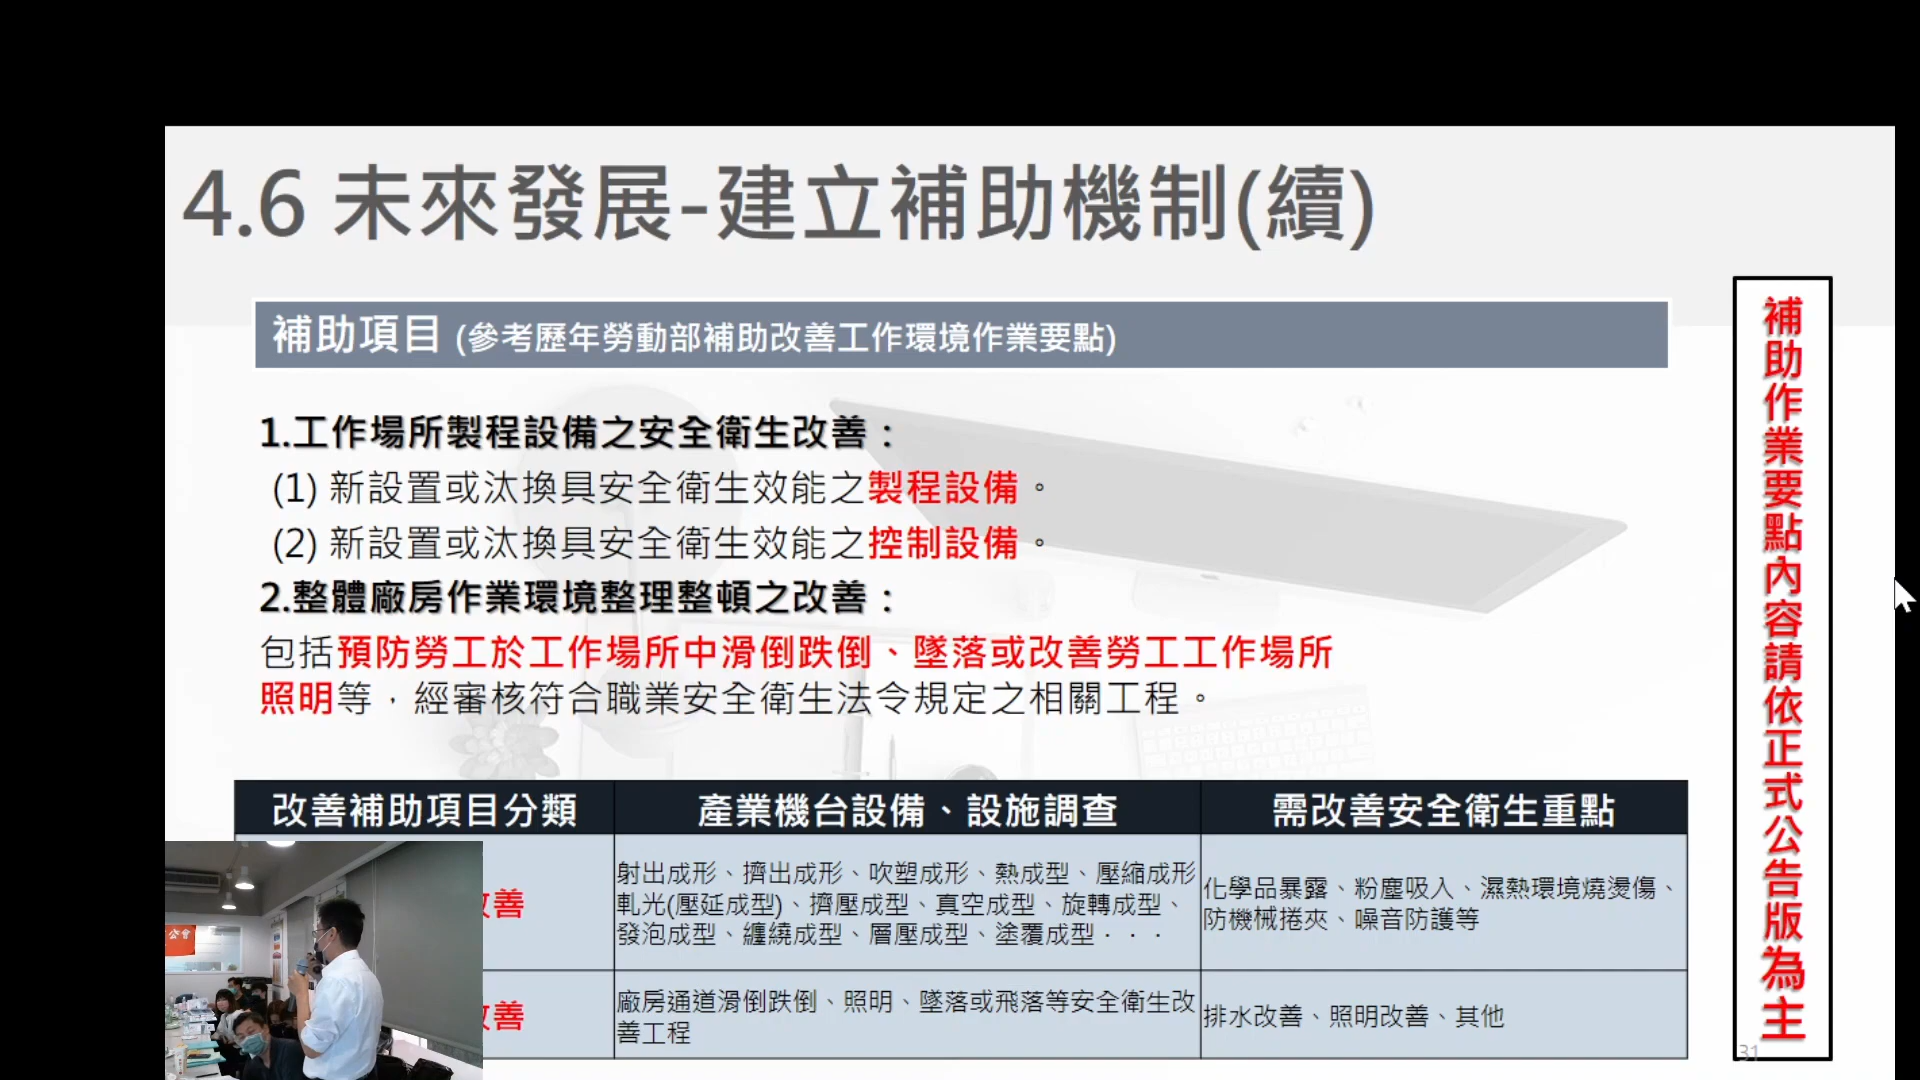 4.6 未來發展-建立補助機制(續)
補助項目 (參考歷年勞動部補助改善工作環境作業要點)
1.工作場所製程設備之安全衛生改善：
(1) 新設置或汰換具安全衛生效能之製程設備。
(2) 新設置或汰換具安全衛生效能之控制設備。
2.整體廠房作業環境整理整頓之改善：
包括預防勞工於工作場所中滑倒跌倒、墜落或改善勞工工作場所
照明等，經審核符合職業安全衛生法令規定之相關工程。
改善補助項目分類
產業機台設備、設施調查
需改善安全衛生重點
改善
射出成形、擠出成形、吹塑成形、熱成型、壓縮成形
軋光(壓延成型)、擠壓成型、真空成型、旋轉成型、
發泡成型、纏繞成型、層壓成型、塗覆成型．．．
化學品暴露、粉塵吸入、濕熱環境燒燙傷、
防機械捲夾、噪音防護等
改善
廠房通道滑倒跌倒、照明、墜落或飛落等安全衛生改
善工程
排水改善、照明改善、其他
補助作業要點內容請依正式公告版為主
31
公會